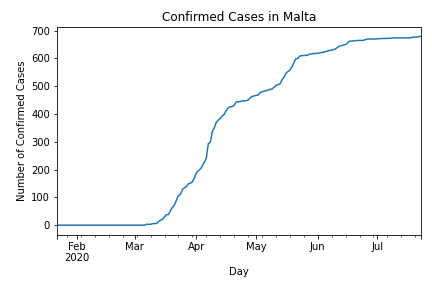 Confirmed Cases in Malta
Number of Confirmed Cases
700
600
500
400
300
200
100
0
Feb Mar Apr May Jun Jul
2020
Day